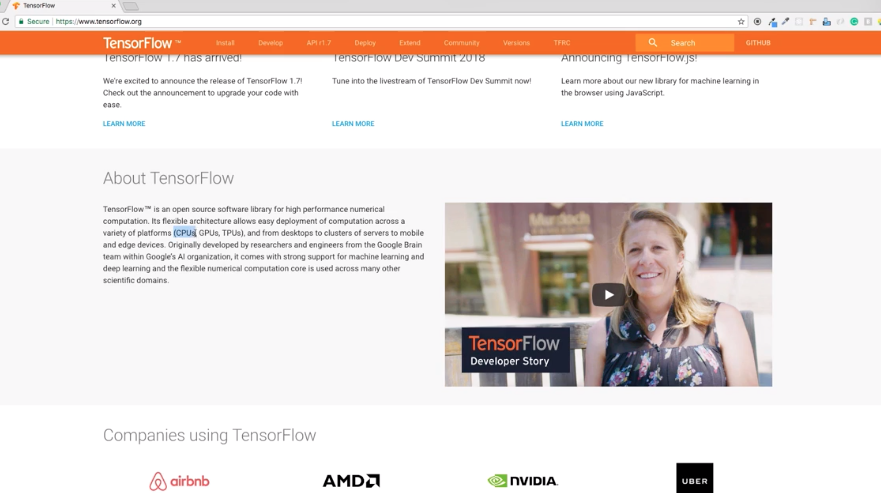 TensorFlow
Secure | https://www.tensorflow.org
TensorFlow ™ Install Develop API r1.7 Deploy Extend Community Versions TFRC Search GITHUB
TensorFlow 1.7 has arrived!
We're excited to announce the release of TensorFlow 1.7!
Check out the announcement to upgrade your code with
ease.
LEARN MORE
TensorFlow Dev Summit 2018
Tune into the livestream of TensorFlow Dev Summit now!
LEARN MORE
Announcing TensorFlow.js!
Learn more about our new library for machine learning in
the browser using JavaScript.
LEARN MORE
About TensorFlow
TensorFlow™ is an open source software library for high performance numerical
computation. Its flexible architecture allows easy deployment of computation across a
variety of platforms (CPUs, GPUs, TPUs), and from desktops to clusters of servers to mobile
and edge devices. Originally developed by researchers and engineers from the Google Brain
team within Google's AI organization, it comes with strong support for machine learning and
deep learning and the flexible numerical computation core is used across many other
scientific domains.
Murdoch
TensorFlow
Developer Story
Companies using TensorFlow
airbnb
AMD
NVIDIA.
UBER